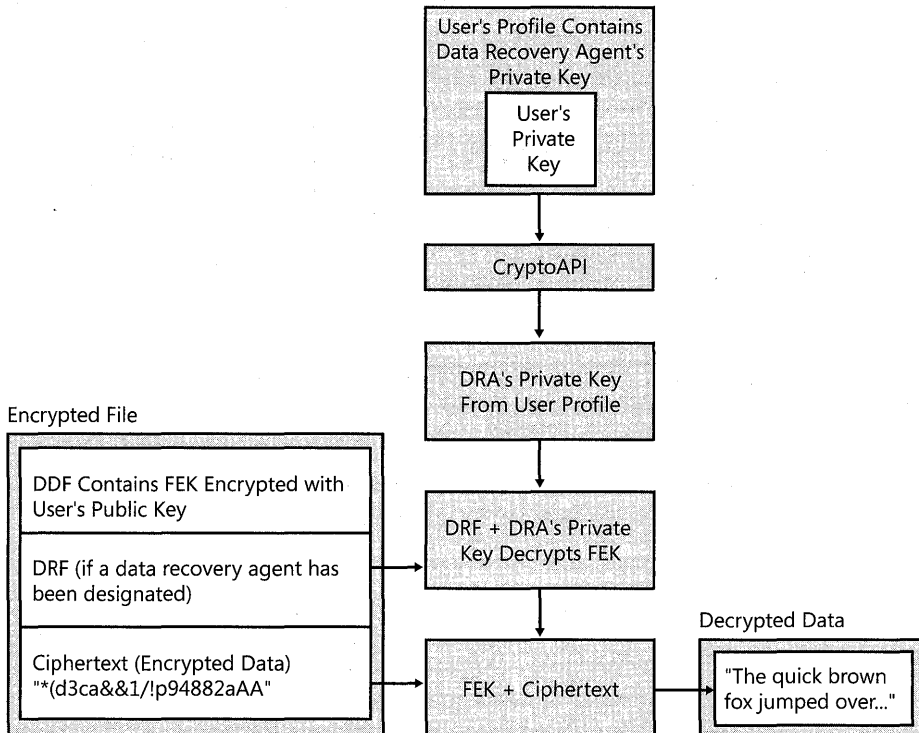 User's Profile Contains
Data Recovery Agent's
Private Key
User's
Private
Key
CryptoAPI
DRA's Private Key
From User Profile
Encrypted File
DDF Contains FEK Encrypted with
User's Public Key
DRF + DRA's Private
Key Decrypts FEK
DRF (if a data recovery agent has
been designated)
Ciphertext (Encrypted Data)
"*(d3ca&&1/!p94882aAA"
FEK + Ciphertext
Decrypted Data
"The quick brown
fox jumped over..."